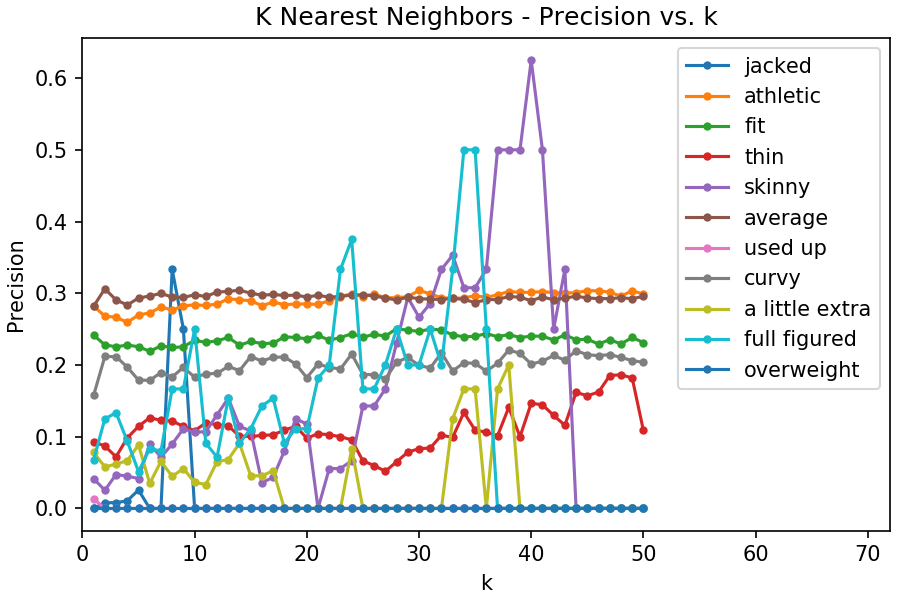 K Nearest Neighbors - Precision vs. k
Precision
0.6
0.5
0.4
0.3
0.2
0.1
0.0
0
10
20
30
40
50
60
70
k
jacked
athletic
fit
thin
skinny
average
used up
curvy
a little extra
full figured
overweight